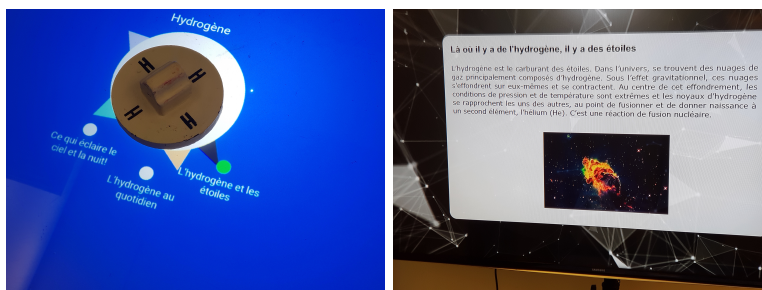 Hydrogène
H
H
H
H
Ce qui éclaire le
ciel et la nuit!
L'hydrogène au
quotidien
L'hydrogène et les
étoiles
Là où il y a de l'hydrogène, il y a des étoiles
L'hydrogène est le carburant des étoiles. Dans l'univers, se trouvent des nuages de
gaz principalement composés d'hydrogène. Sous l'effet gravitationnel, ces nuages
s'effondrent sur eux-mêmes et se contractent. Au centre de cet effondrement, les
conditions de pression et de température sont extrêmes et les noyaux d'hydrogène
se rapprochent les uns des autres, au point de fusionner et de donner naissance à
un second élément, l'hélium (He). C'est une réaction de fusion nucléaire.